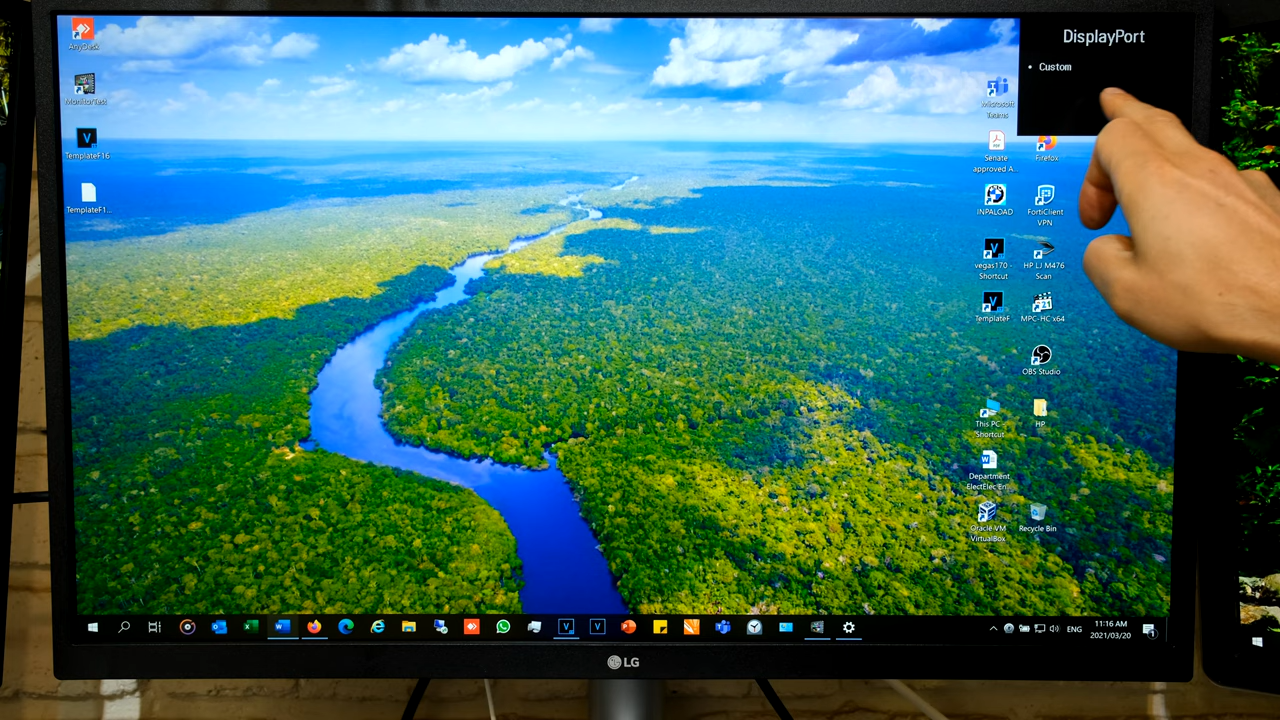 DisplayPort
• Custom
AnyDesk
MonitorTest
TemplateF16
TemplateF1...
Microsoft
Teams
Senate
approved A...
Firefox
INPALOAD
FortiClient
VPN
vegas170 -
Shortcut
HP LJ M476
Scan
TemplateF
MPC-HC x64
OBS Studio
This PC -
Shortcut
HP
Department
ElectElec En...
Oracle VM
VirtualBox
Recycle Bin
ENG
11:16 AM
2021/03/20
1
LG